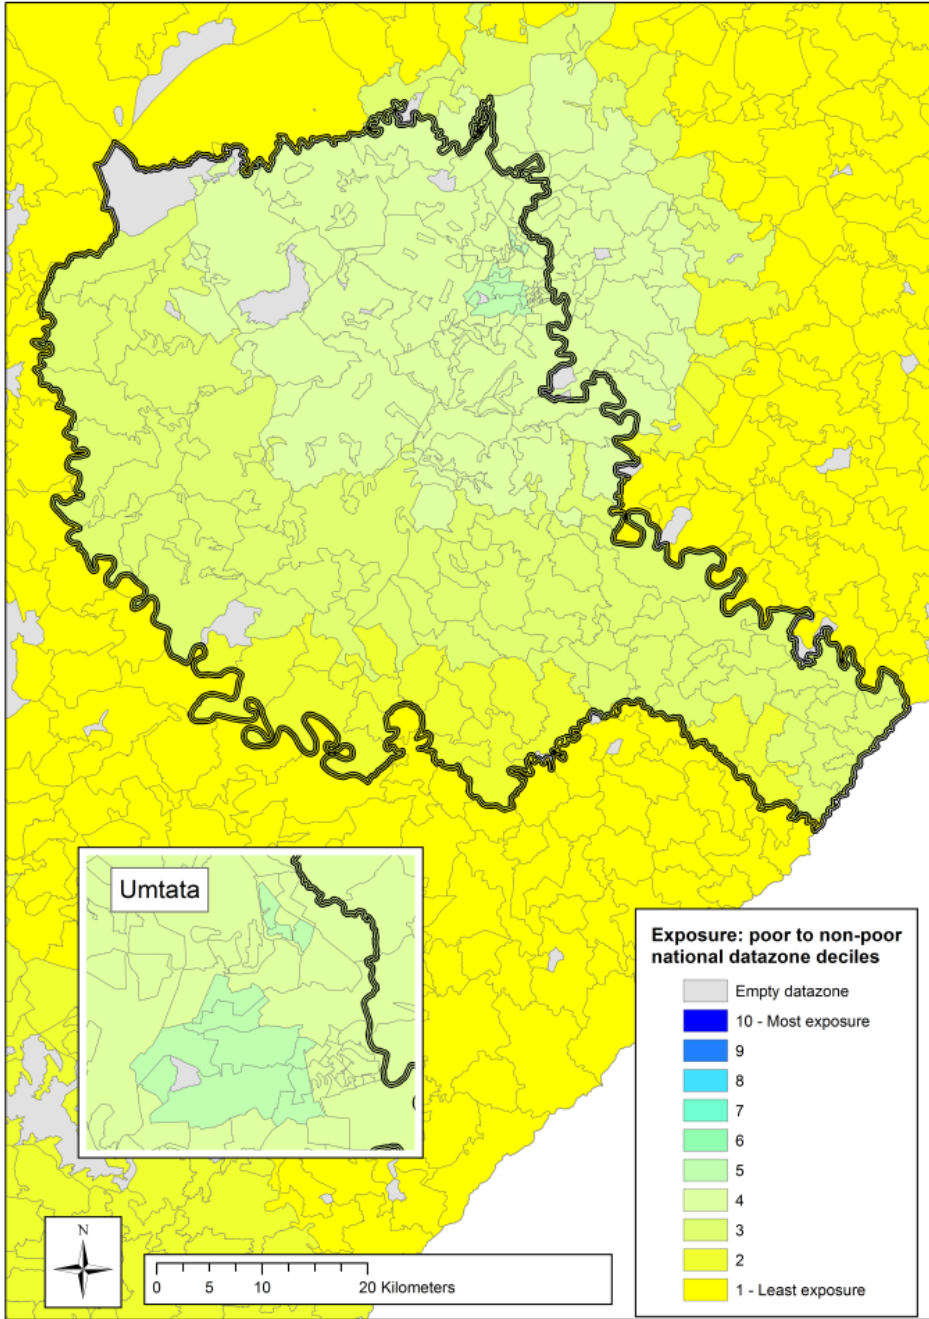 Umtata
Exposure: poor to non-poor
national datazone deciles
Empty datazone
10 - Most exposure
9
8
7
6
5
4
3
2
1 - Least exposure
N
0 5 10 20 Kilometers